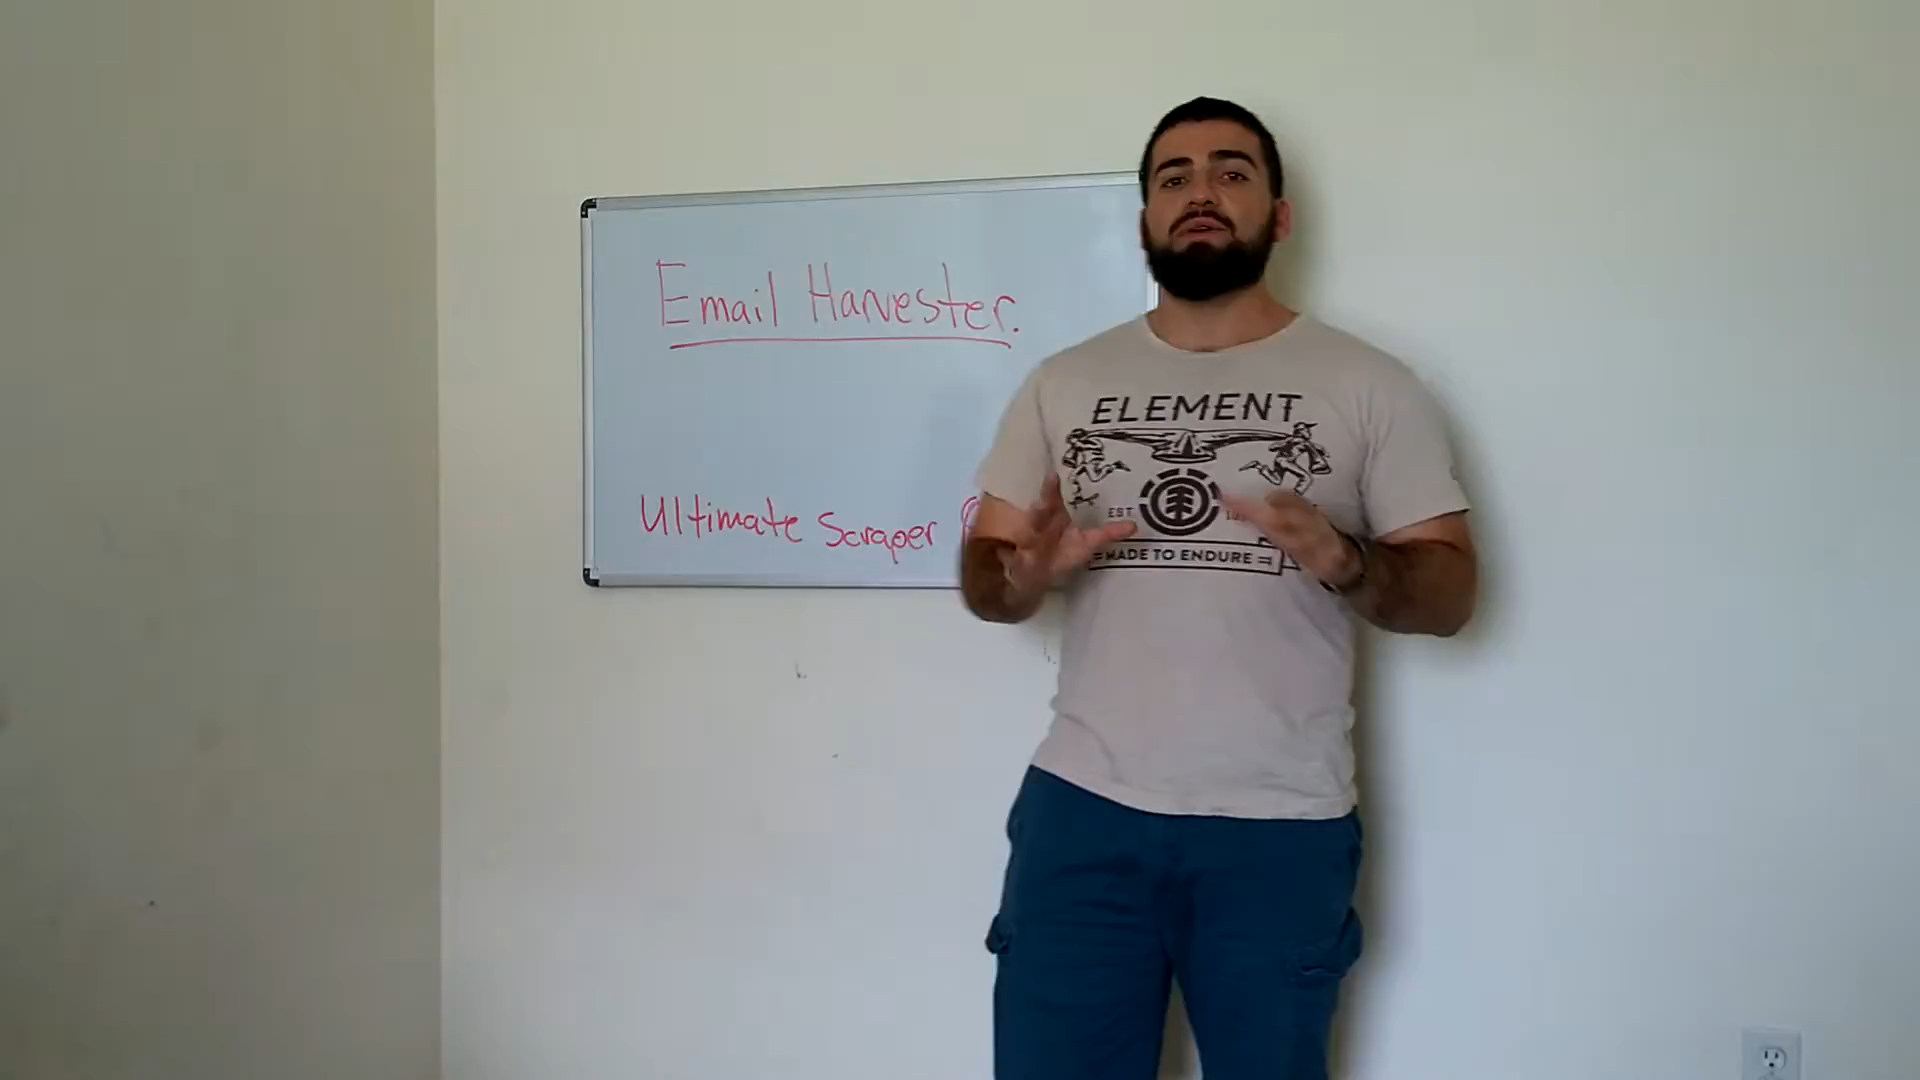 Email Harvester.
Ultimate Scraper
ELEMENT
EST
MADE TO ENDURE